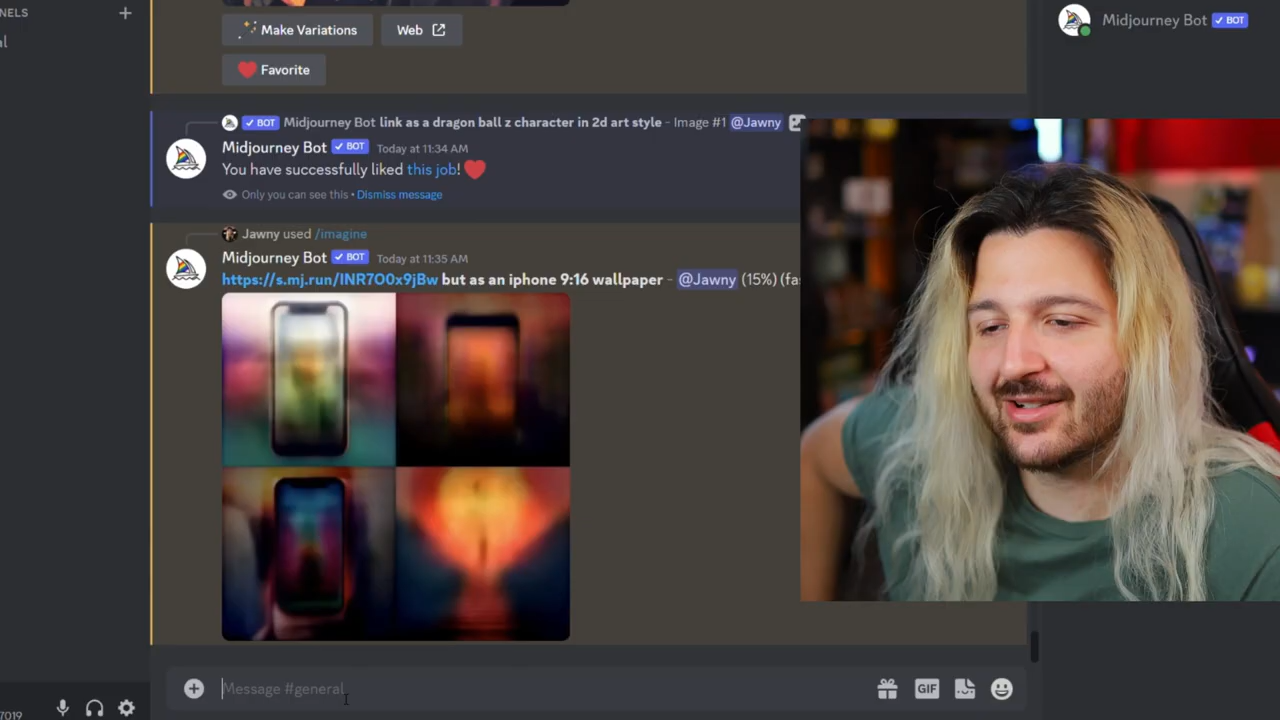 NELS +
Make Variations Web
Midjourney Bot ✓ BOT
Favorite
✓ BOT Midjourney Bot link as a dragon ball z character in 2d art style - Image #1 @Jawny
Midjourney Bot ✓ BOT Today at 11:34 AM
You have successfully liked this job!
Only you can see this • Dismiss message
Jawny used /imagine
Midjourney Bot ✓ BOT Today at 11:35 AM
https://s.mj.run/INR7O0x9jBw but as an iphone 9:16 wallpaper - @Jawny (15%) (fa
Message #general
GIF
7019